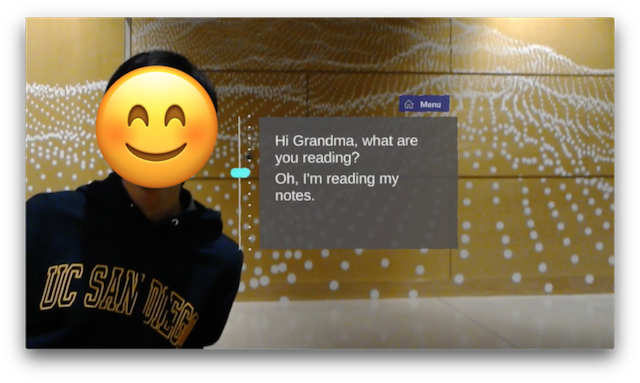 Menu
Hi Grandma, what are
you reading?
Oh, I'm reading my
notes.
UC SAN DIEGO